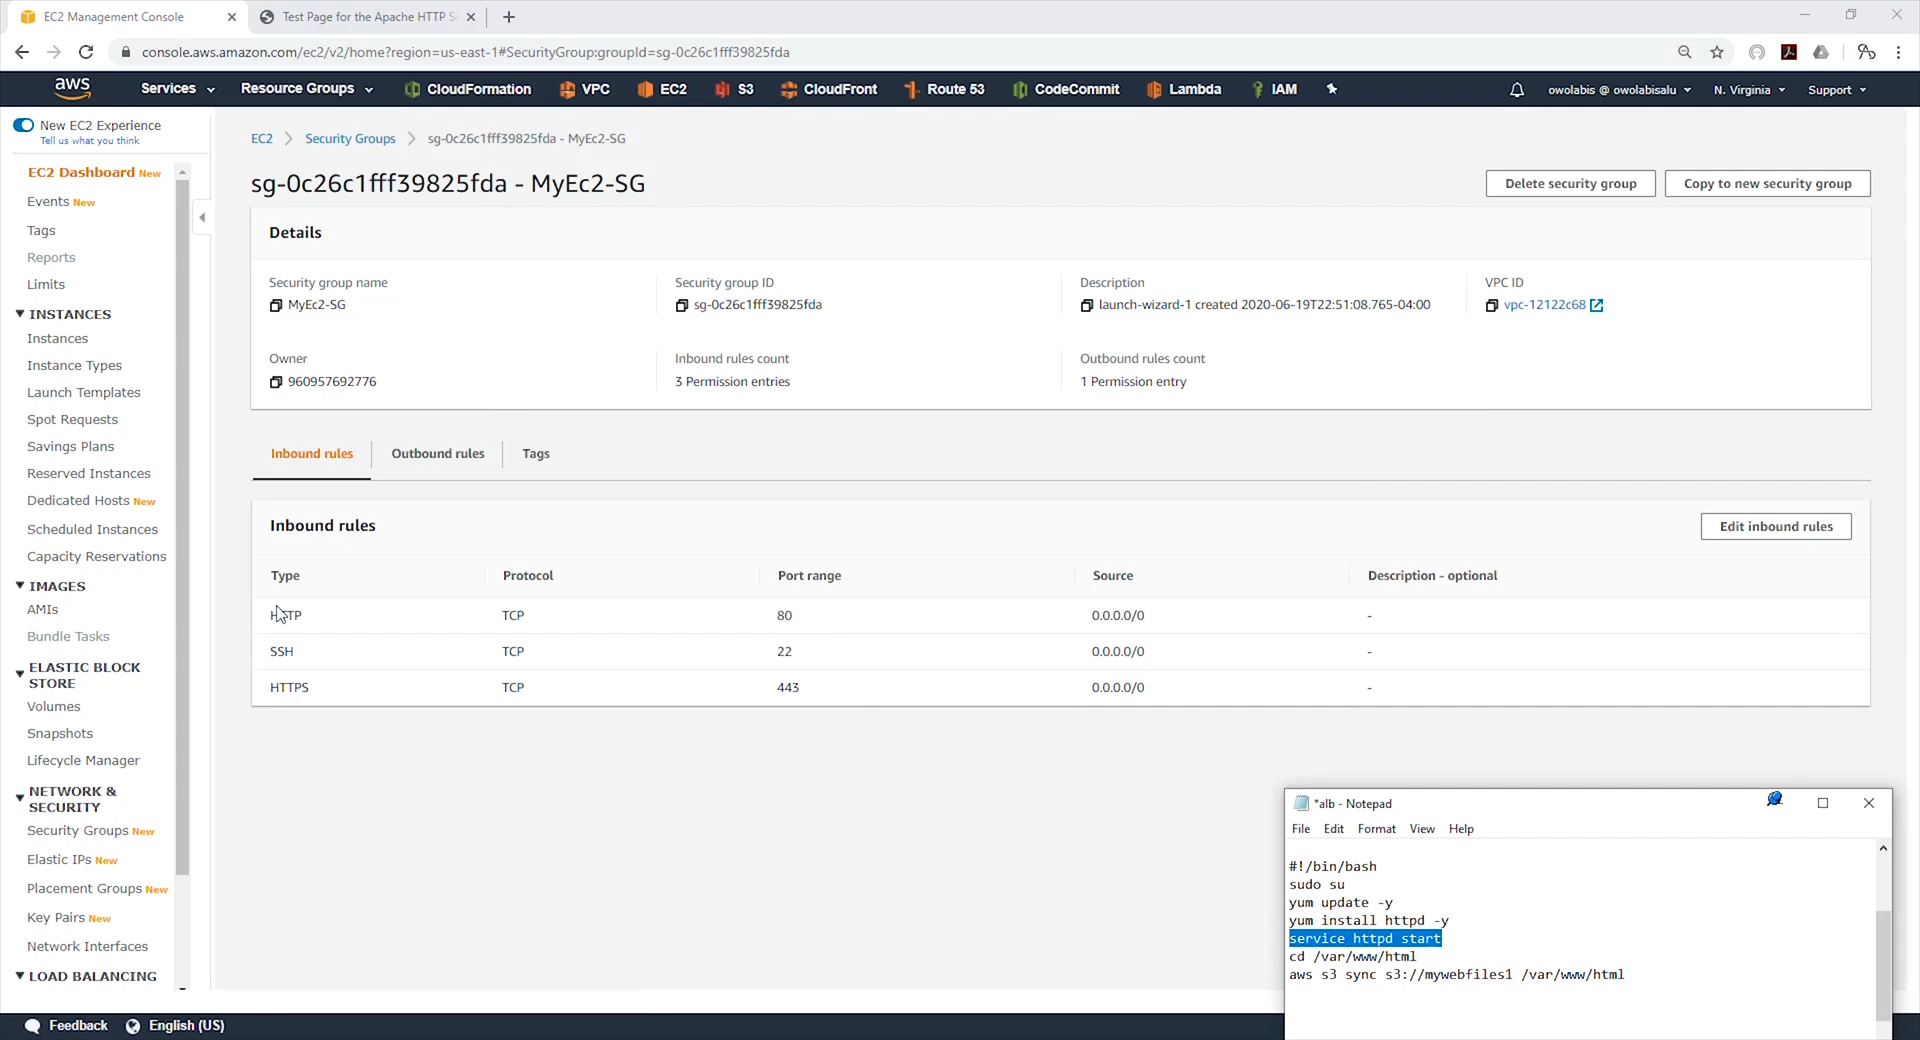 EC2 Management Console
Test Page for the Apache HTTP S
console.aws.amazon.com/ec2/v2/home?region=us-east-1#SecurityGroup:groupId=sg-0c26c1fff39825fda
aws
Services
Resource Groups
CloudFormation
VPC
EC2
S3
CloudFront
Route 53
CodeCommit
Lambda
IAM
owolabis @ owolabisalu
N. Virginia
Support
New EC2 Experience
Tell us what you think
EC2 Dashboard New
Events New
Tags
Reports
Limits
INSTANCES
Instances
Instance Types
Launch Templates
Spot Requests
Savings Plans
Reserved Instances
Dedicated Hosts New
Scheduled Instances
Capacity Reservations
IMAGES
AMIs
Bundle Tasks
ELASTIC BLOCK
STORE
Volumes
Snapshots
Lifecycle Manager
NETWORK &
SECURITY
Security Groups New
Elastic IPs New
Placement Groups New
Key Pairs New
Network Interfaces
LOAD BALANCING
EC2 > Security Groups > sg-0c26c1fff39825fda - MyEc2-SG
sg-0c26c1fff39825fda - MyEc2-SG
Delete security group
Copy to new security group
Details
Security group name
MyEc2-SG
Security group ID
sg-0c26c1fff39825fda
Description
launch-wizard-1 created 2020-06-19T22:51:08.765-04:00
VPC ID
vpc-12122c68
Owner
960957692776
Inbound rules count
3 Permission entries
Outbound rules count
1 Permission entry
Inbound rules
Outbound rules
Tags
Inbound rules
Edit inbound rules
Type Protocol Port range Source Description - optional
HTTP TCP 80 0.0.0.0/0 -
SSH TCP 22 0.0.0.0/0 -
HTTPS TCP 443 0.0.0.0/0 -
*alb - Notepad
File Edit Format View Help
#!/bin/bash
sudo su
yum update -y
yum install httpd -y
service httpd start
cd /var/www/html
aws s3 sync s3://mywebfiles1 /var/www/html
Feedback
English (US)